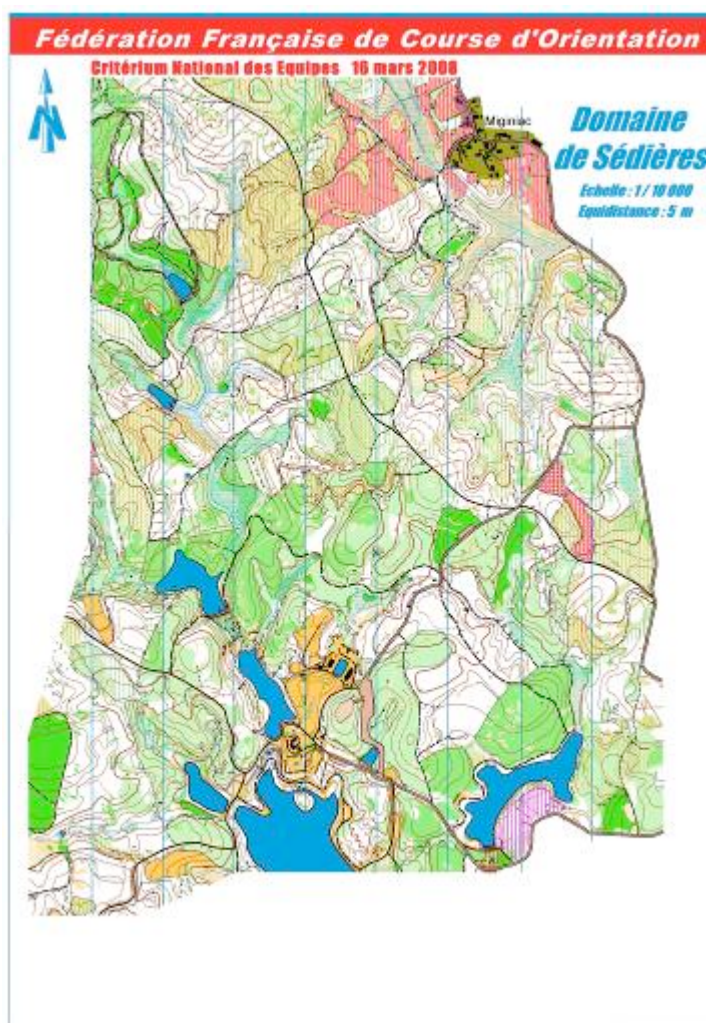 Fédération Française de Course d'Orientation
Critérium National des Equipes 16 mars 2008
Domaine
de Sédières
Echelle : 1 / 10 000
Equidistance : 5 m